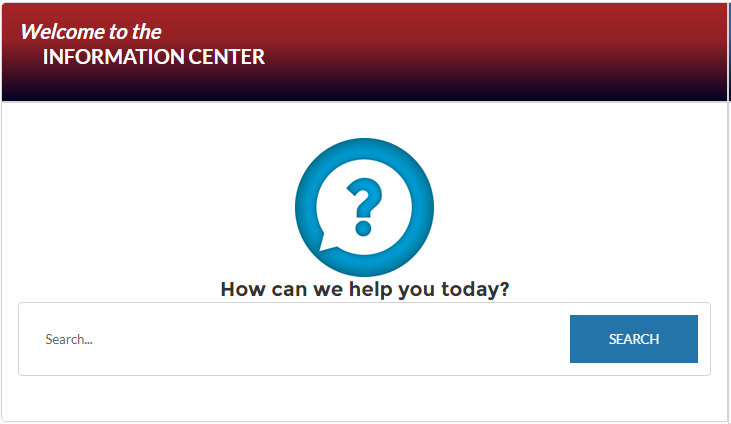 Welcome to the
INFORMATION CENTER
?
How can we help you today?
Search...
SEARCH